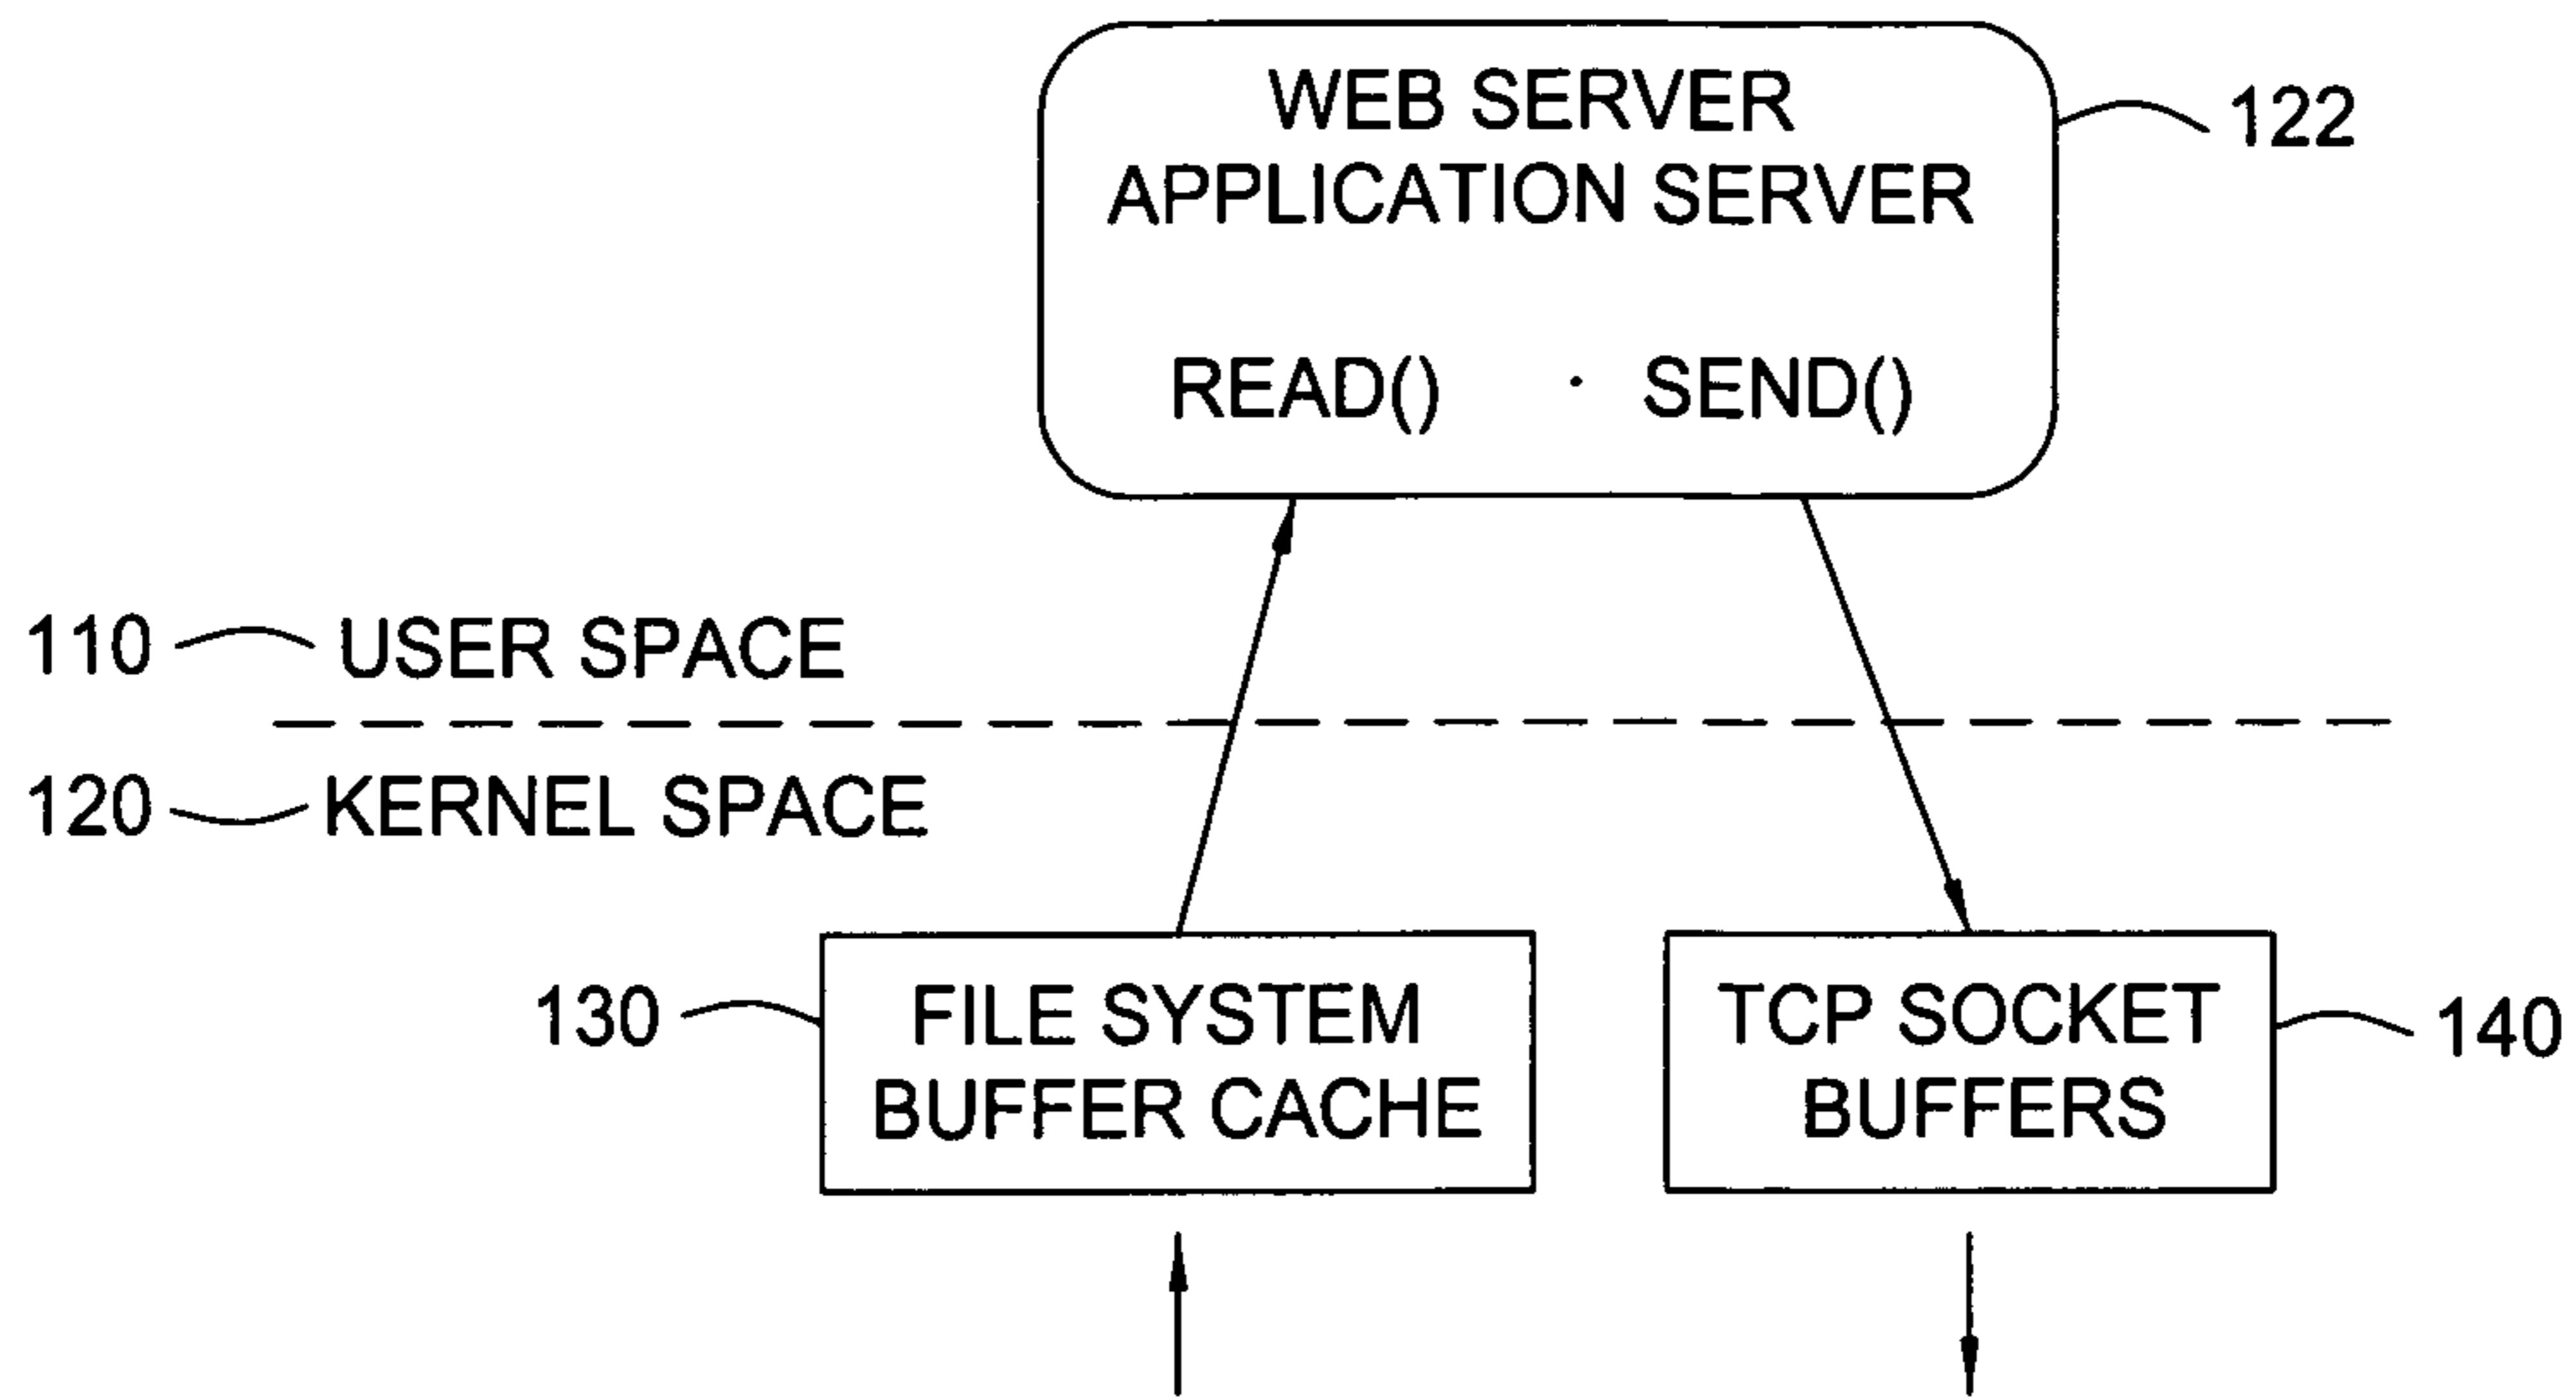 WEB SERVER
APPLICATION SERVER
122
READ() · SEND()
110 USER SPACE
120 KERNEL SPACE
130
FILE SYSTEM
BUFFER CACHE
TCP SOCKET
BUFFERS
140